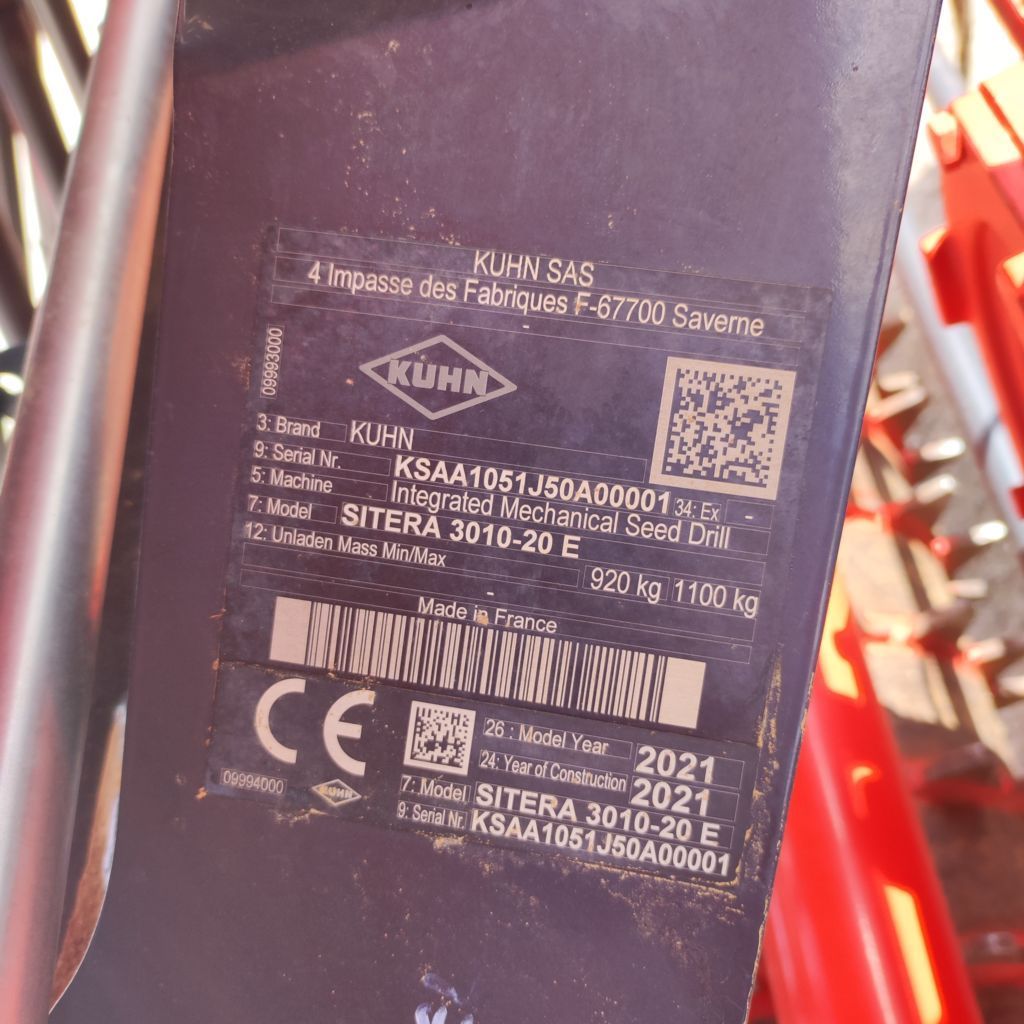 KUHN SAS
4 Impasse des Fabriques F-67700 Saverne
-
09993000
KUHN
3: Brand KUHN
9: Serial Nr. KSAA1051J50A00001 34: Ex -
5: Machine Integrated Mechanical Seed Drill
7: Model SITERA 3010-20 E
12: Unladen Mass Min/Max 920 kg 1100 kg
-
Made in France
CE
26 : Model Year 2021
24: Year of Construction 2021
7: Model SITERA 3010-20 E
9: Serial Nr. KSAA1051J50A00001
09994000
KUHN